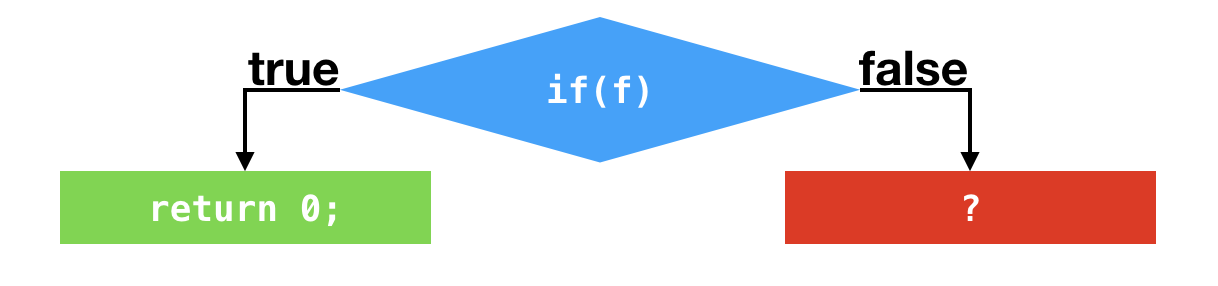 true
false
if(f)
return 0;
?